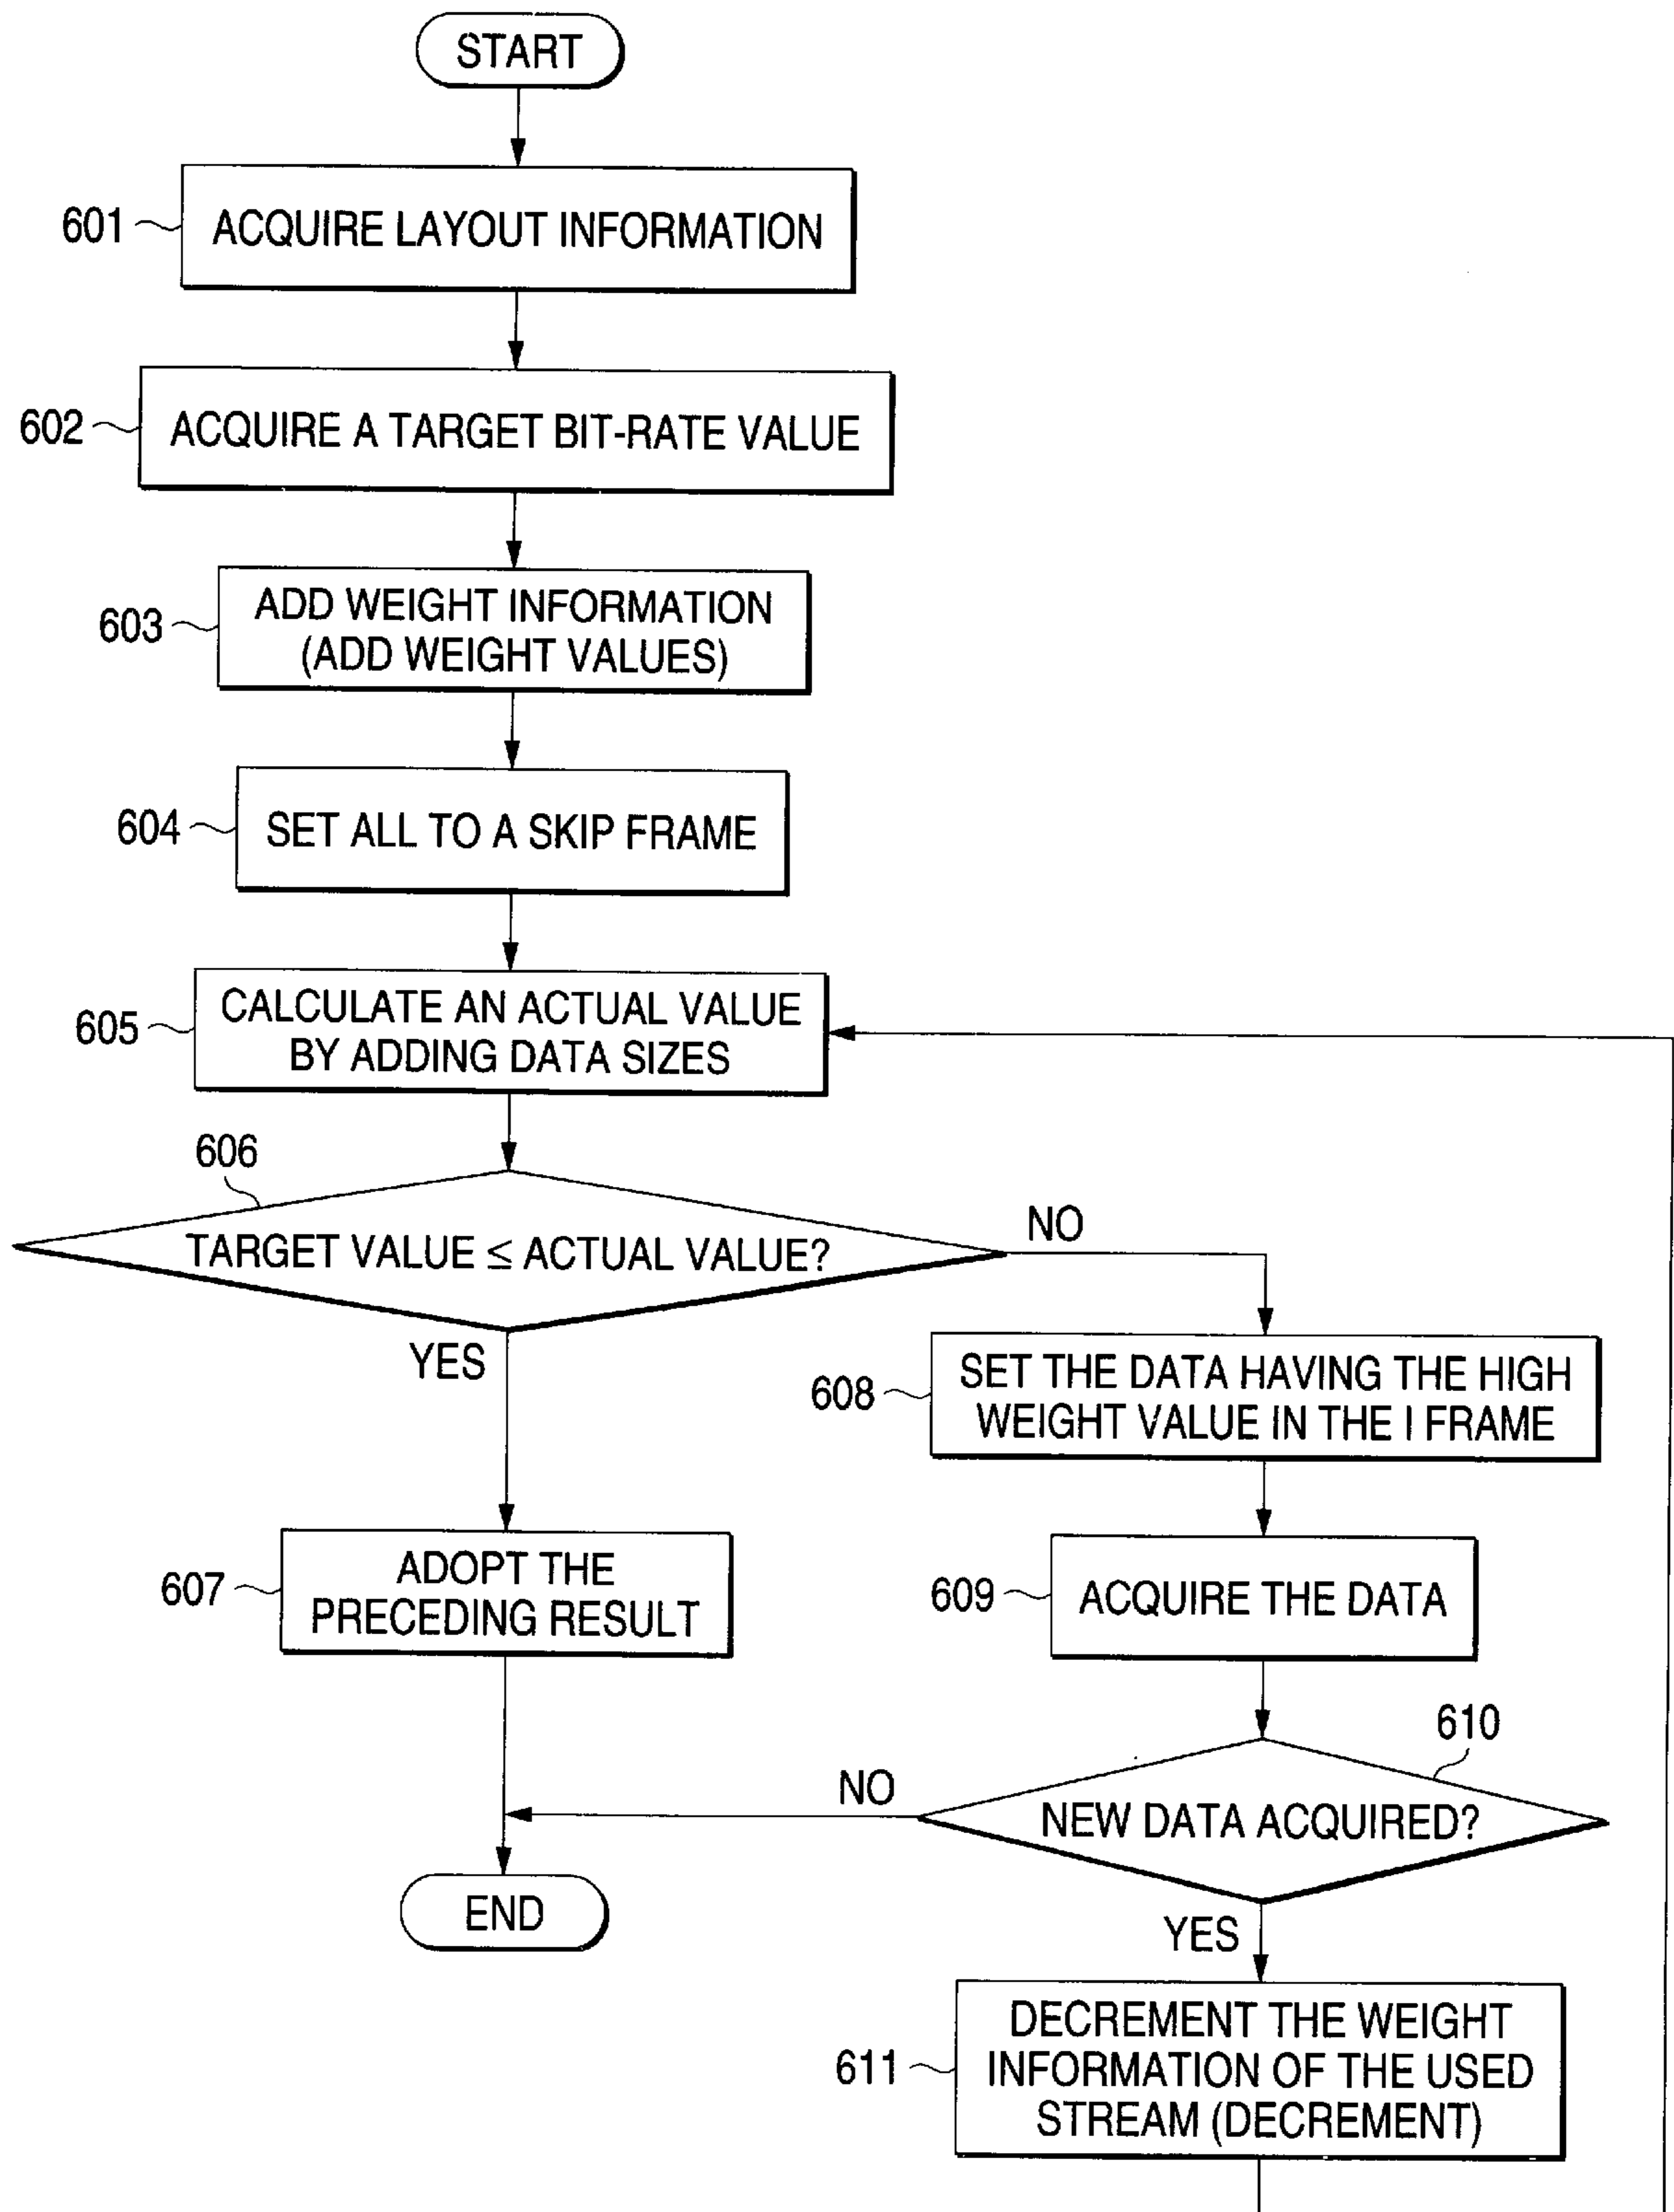 START
601
ACQUIRE LAYOUT INFORMATION
602
ACQUIRE A TARGET BIT-RATE VALUE
603
ADD WEIGHT INFORMATION
(ADD WEIGHT VALUES)
604
SET ALL TO A SKIP FRAME
605
CALCULATE AN ACTUAL VALUE
BY ADDING DATA SIZES
606
TARGET VALUE ≤ ACTUAL VALUE?
NO
YES
608
SET THE DATA HAVING THE HIGH
WEIGHT VALUE IN THE I FRAME
607
ADOPT THE
PRECEDING RESULT
609
ACQUIRE THE DATA
610
NEW DATA ACQUIRED?
NO
END
YES
611
DECREMENT THE WEIGHT
INFORMATION OF THE USED
STREAM (DECREMENT)